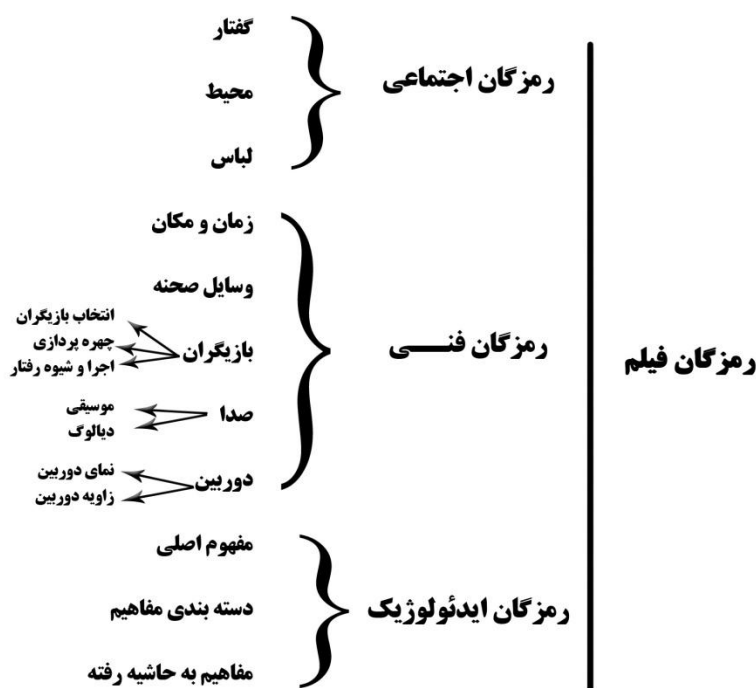 رمزگان فیلم
رمزگان اجتماعی
گفتار
محیط
لباس
رمزگان فنــــی
زمان و مکان
وسایل صحنه
بازیگران
انتخاب بازیگران
چهره پردازی
اجرا و شیوه رفتار
صدا
موسیقی
دیالوگ
دوربین
نمای دوربین
زاویه دوربین
رمزگان ایدئولوژیک
مفهوم اصلی
دسته بندی مفاهیم
مفاهیم به حاشیه رفته